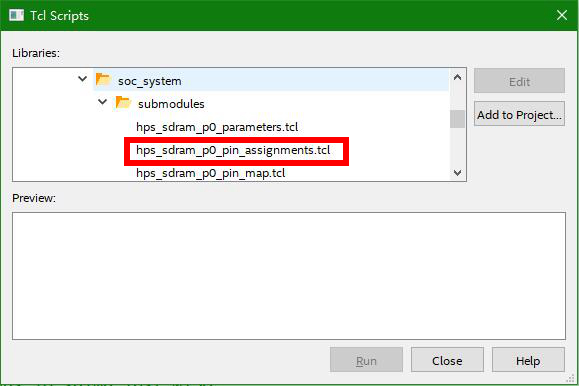 Tcl Scripts
Libraries:
soc_system
submodules
hps_sdram_p0_parameters.tcl
hps_sdram_p0_pin_assignments.tcl
hps_sdram_p0_pin_map.tcl
Edit
Add to Project...
Preview:
Run
Close
Help